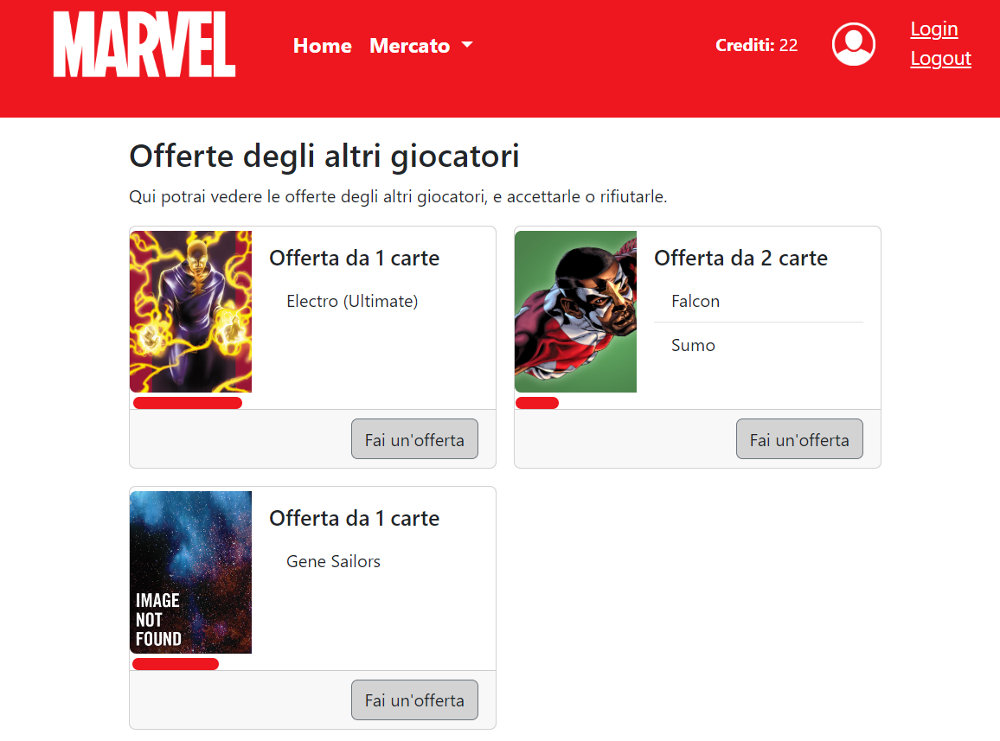 MARVEL
Home Mercato
Crediti: 22
Login
Logout
Offerte degli altri giocatori
Qui potrai vedere le offerte degli altri giocatori, e accettarle o rifiutarle.
Offerta da 1 carte
Electro (Ultimate)
Fai un'offerta
Offerta da 2 carte
Falcon
Sumo
Fai un'offerta
IMAGE
NOT
FOUND
Offerta da 1 carte
Gene Sailors
Fai un'offerta